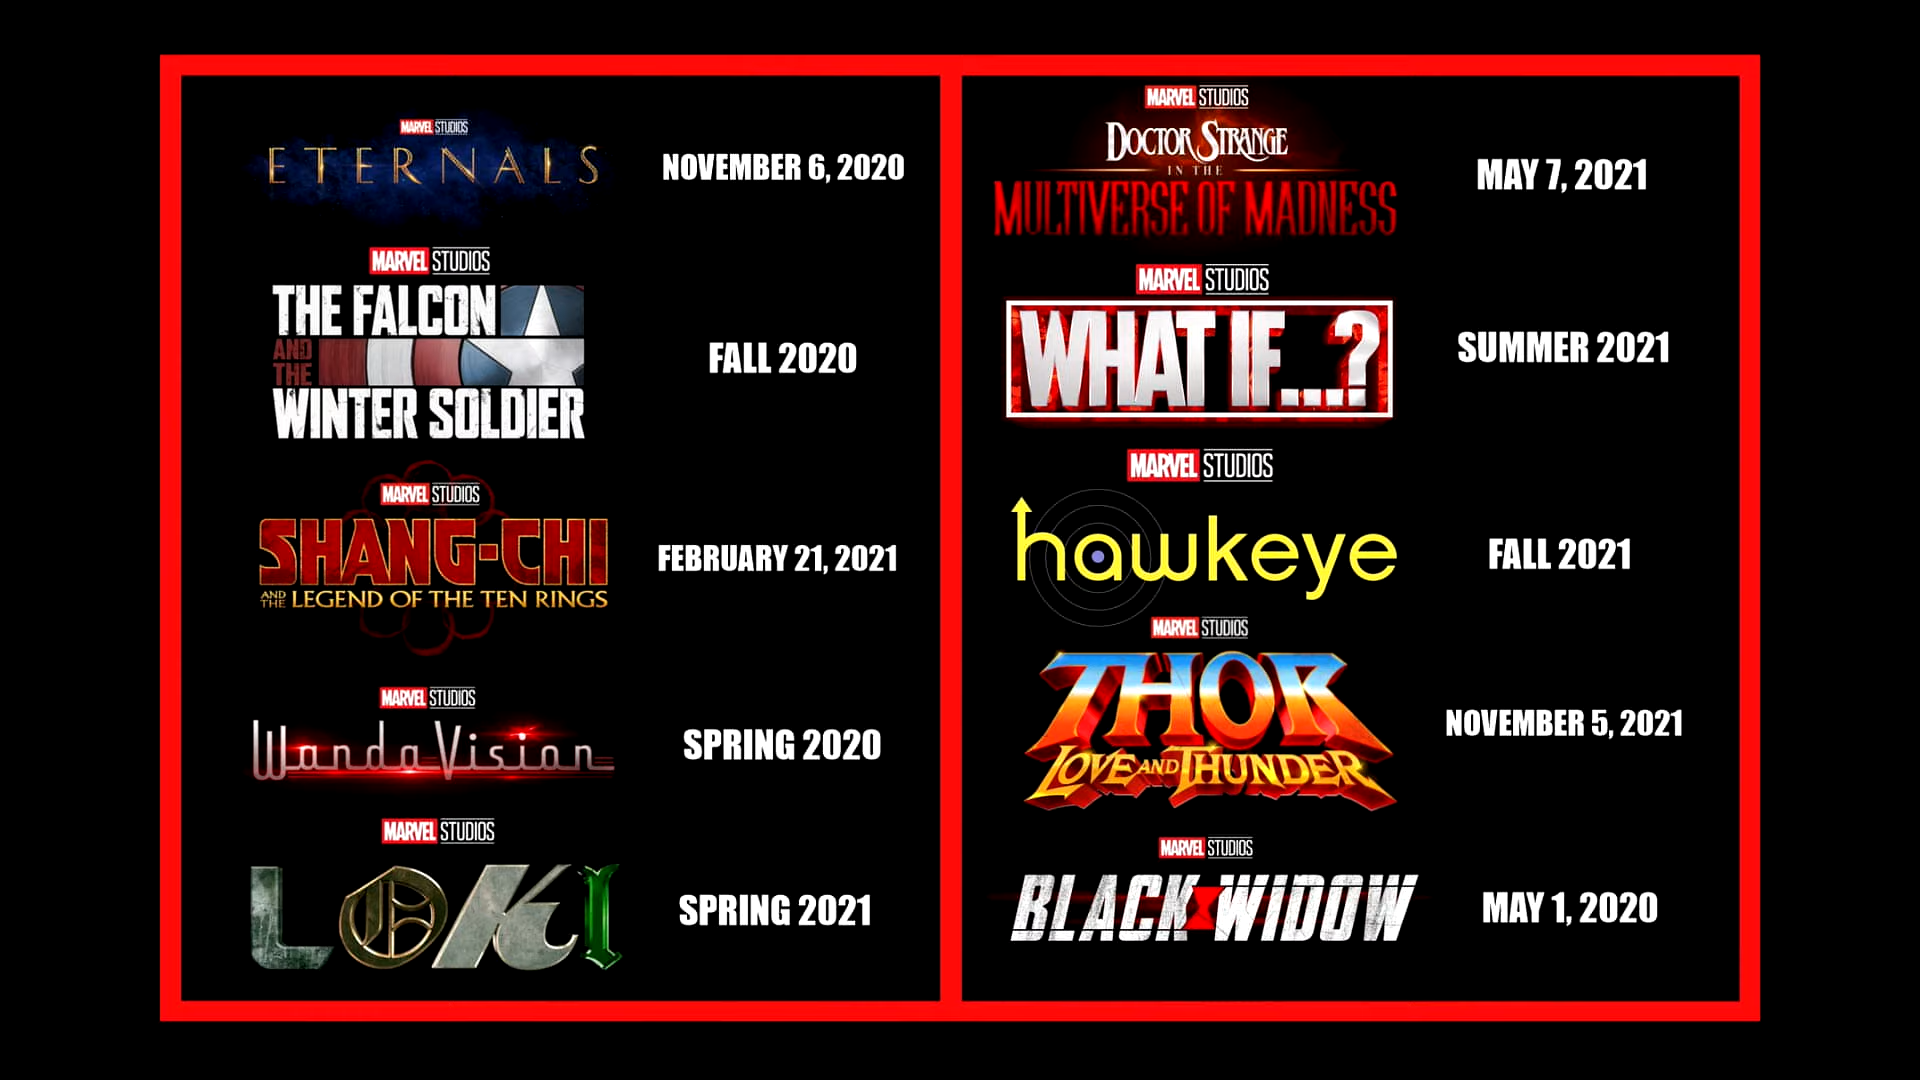 MARVEL STUDIOS
ETERNALS
NOVEMBER 6, 2020
MARVEL STUDIOS
THE FALCON
AND
THE
WINTER SOLDIER
FALL 2020
MARVEL STUDIOS
SHANG-CHI
AND THE LEGEND OF THE TEN RINGS
FEBRUARY 21, 2021
MARVEL STUDIOS
WandaVision
SPRING 2020
MARVEL STUDIOS
LOKI
SPRING 2021
MARVEL STUDIOS
DOCTOR STRANGE
IN THE
MULTIVERSE OF MADNESS
MAY 7, 2021
MARVEL STUDIOS
WHAT IF...?
SUMMER 2021
MARVEL STUDIOS
hawkeye
FALL 2021
MARVEL STUDIOS
THOR
LOVE AND THUNDER
NOVEMBER 5, 2021
MARVEL STUDIOS
BLACK WIDOW
MAY 1, 2020